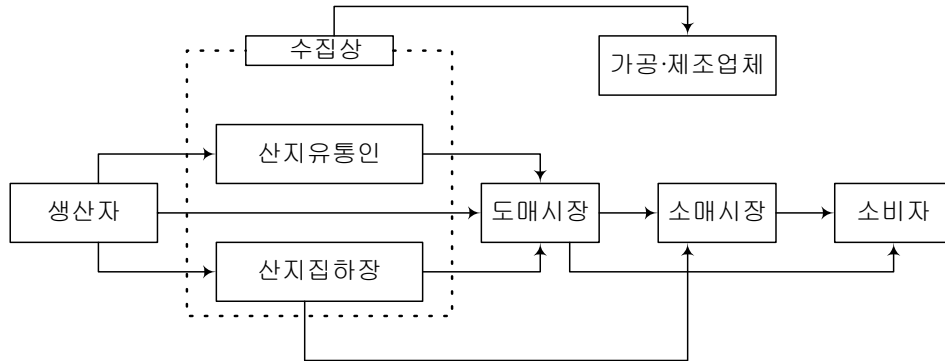 수집상
가공·제조업체
산지유통인
생산자
도매시장
소매시장
소비자
산지집하장